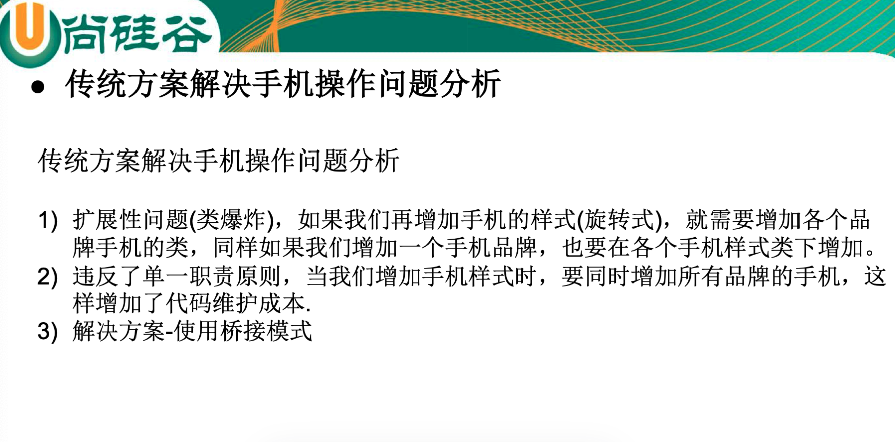 尚硅谷
● 传统方案解决手机操作问题分析
传统方案解决手机操作问题分析
1) 扩展性问题(类爆炸)，如果我们再增加手机的样式(旋转式)，就需要增加各个品
牌手机的类，同样如果我们增加一个手机品牌，也要在各个手机样式类下增加。
2) 违反了单一职责原则，当我们增加手机样式时，要同时增加所有品牌的手机，这
样增加了代码维护成本.
3) 解决方案-使用桥接模式